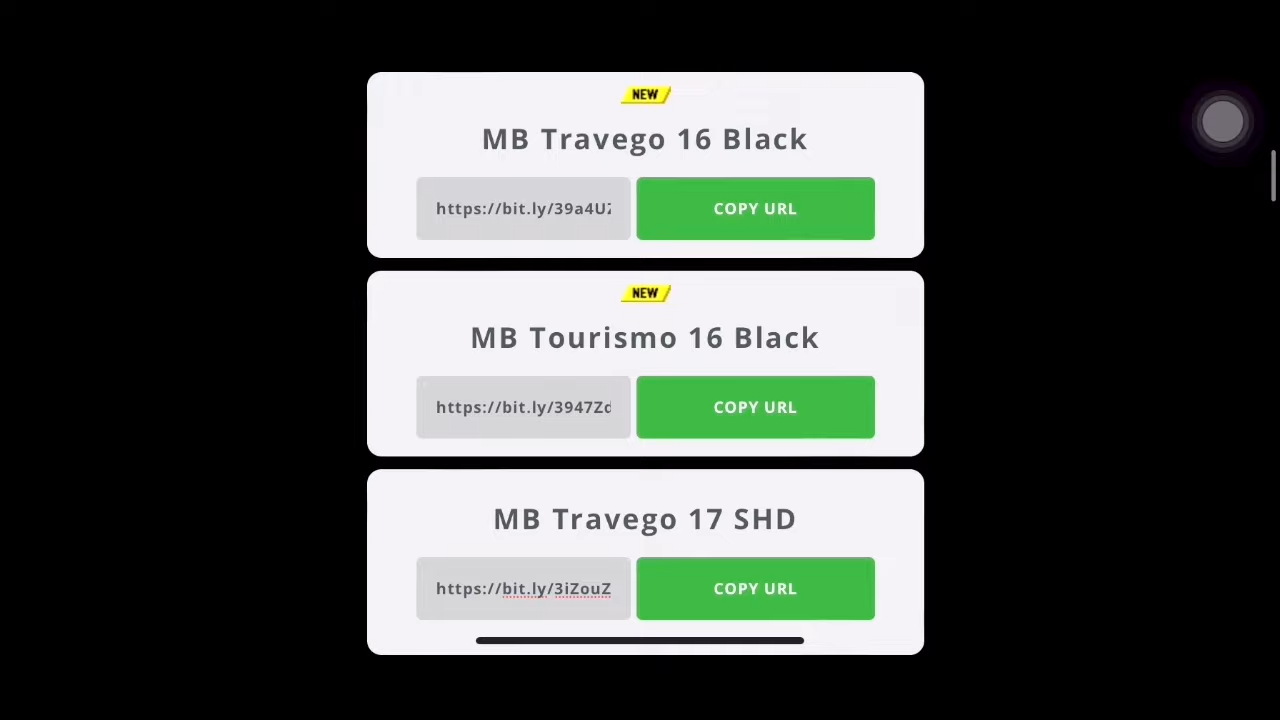 NEW
MB Travego 16 Black
https://bit.ly/39a4U
COPY URL
NEW
MB Tourismo 16 Black
https://bit.ly/3947Zd
COPY URL
MB Travego 17 SHD
https://bit.ly/3iZouZ
COPY URL